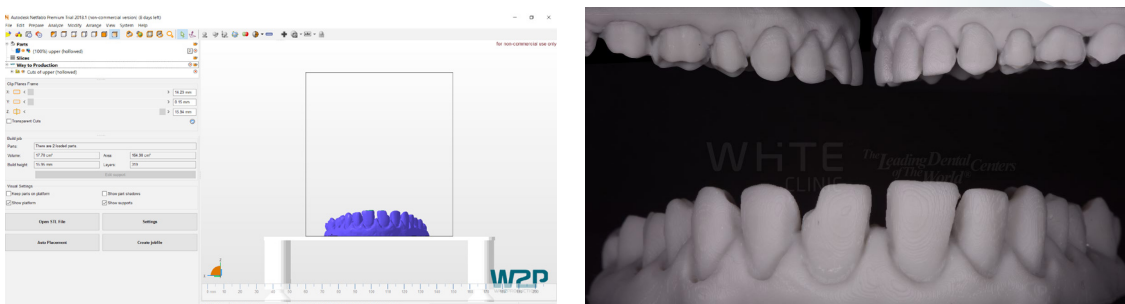 Autodesk Netfabb Premium Trial 2018.1 (non-commercial version) (6 days left)
File Edit Prepare Analyze Modify Arrange View System Help
for non-commercial use only
Parts
(100%) upper (hollowed)
Slices
Way to Production
Cuts of upper (hollowed)
Clip Planes Frame
Transparent Cuts
Build job
Parts: There are 2 loaded parts.
Volume: Area:
Build height: Layers:
Visual Settings
Keep parts on platform Show part shadows
Show platform Show supports
Open STL File Settings
Auto Placement Create Jobfile
W2P
WHITE
CLINIC
The Leading Dental Centers
of The World®